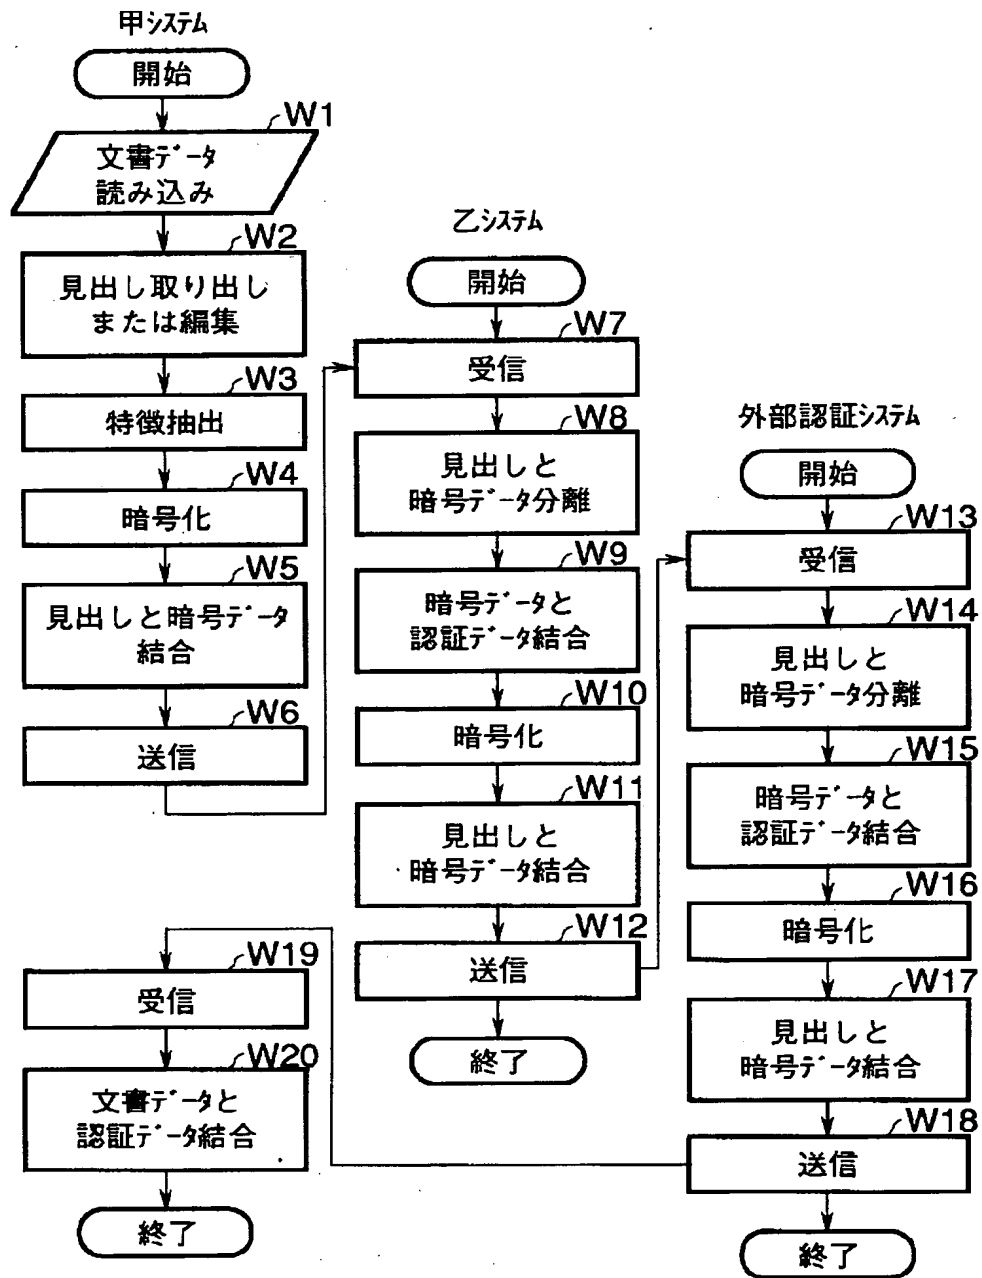 甲システム
開始
W1
文書データ
読み込み
W2
見出し取り出し
または編集
W3
特徴抽出
W4
暗号化
W5
見出しと暗号データ
結合
W6
送信
乙システム
開始
W7
受信
W8
見出しと
暗号データ分離
W9
暗号データと
認証データ結合
W10
暗号化
W11
見出しと
暗号データ結合
W12
送信
終了
外部認証システム
開始
W13
受信
W14
見出しと
暗号データ分離
W15
暗号データと
認証データ結合
W16
暗号化
W17
見出しと
暗号データ結合
W18
送信
終了
W19
受信
W20
文書データと
認証データ結合
終了